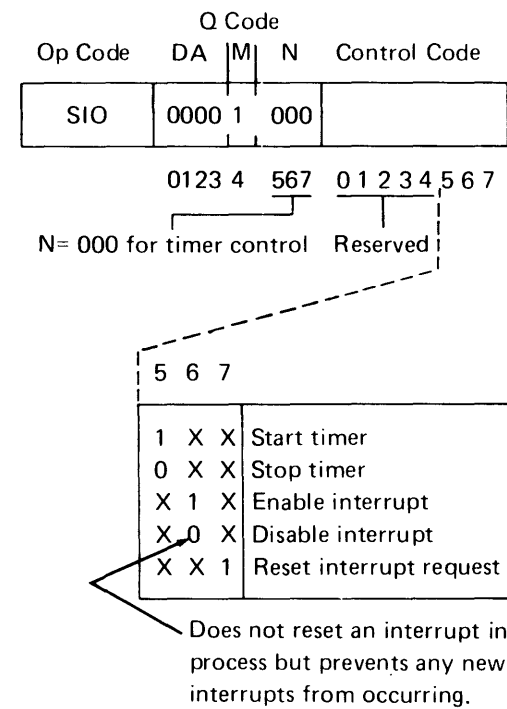 Q Code
Op Code DA M N Control Code
SIO 0000 1 000
0123 4 567 0 1 2 3 4 5 6 7
N= 000 for timer control Reserved
5 6 7
1 X X Start timer
0 X X Stop timer
X 1 X Enable interrupt
X 0 X Disable interrupt
X X 1 Reset interrupt request
Does not reset an interrupt in
process but prevents any new
interrupts from occurring.